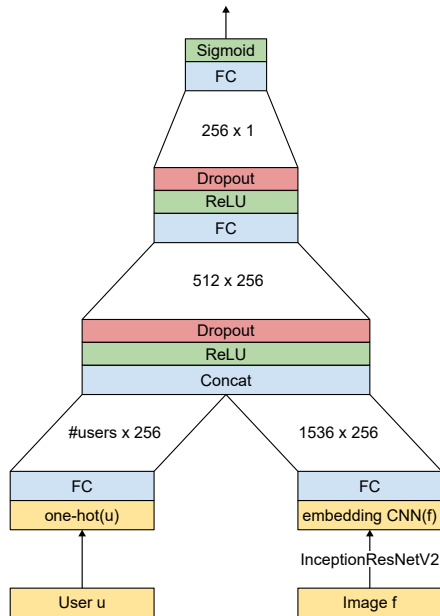 Sigmoid
FC
256 x 1
Dropout
ReLU
FC
512 x 256
Dropout
ReLU
Concat
#users x 256
1536 x 256
FC
FC
one-hot(u)
embedding CNN(f)
InceptionResNetV2
User u
Image f